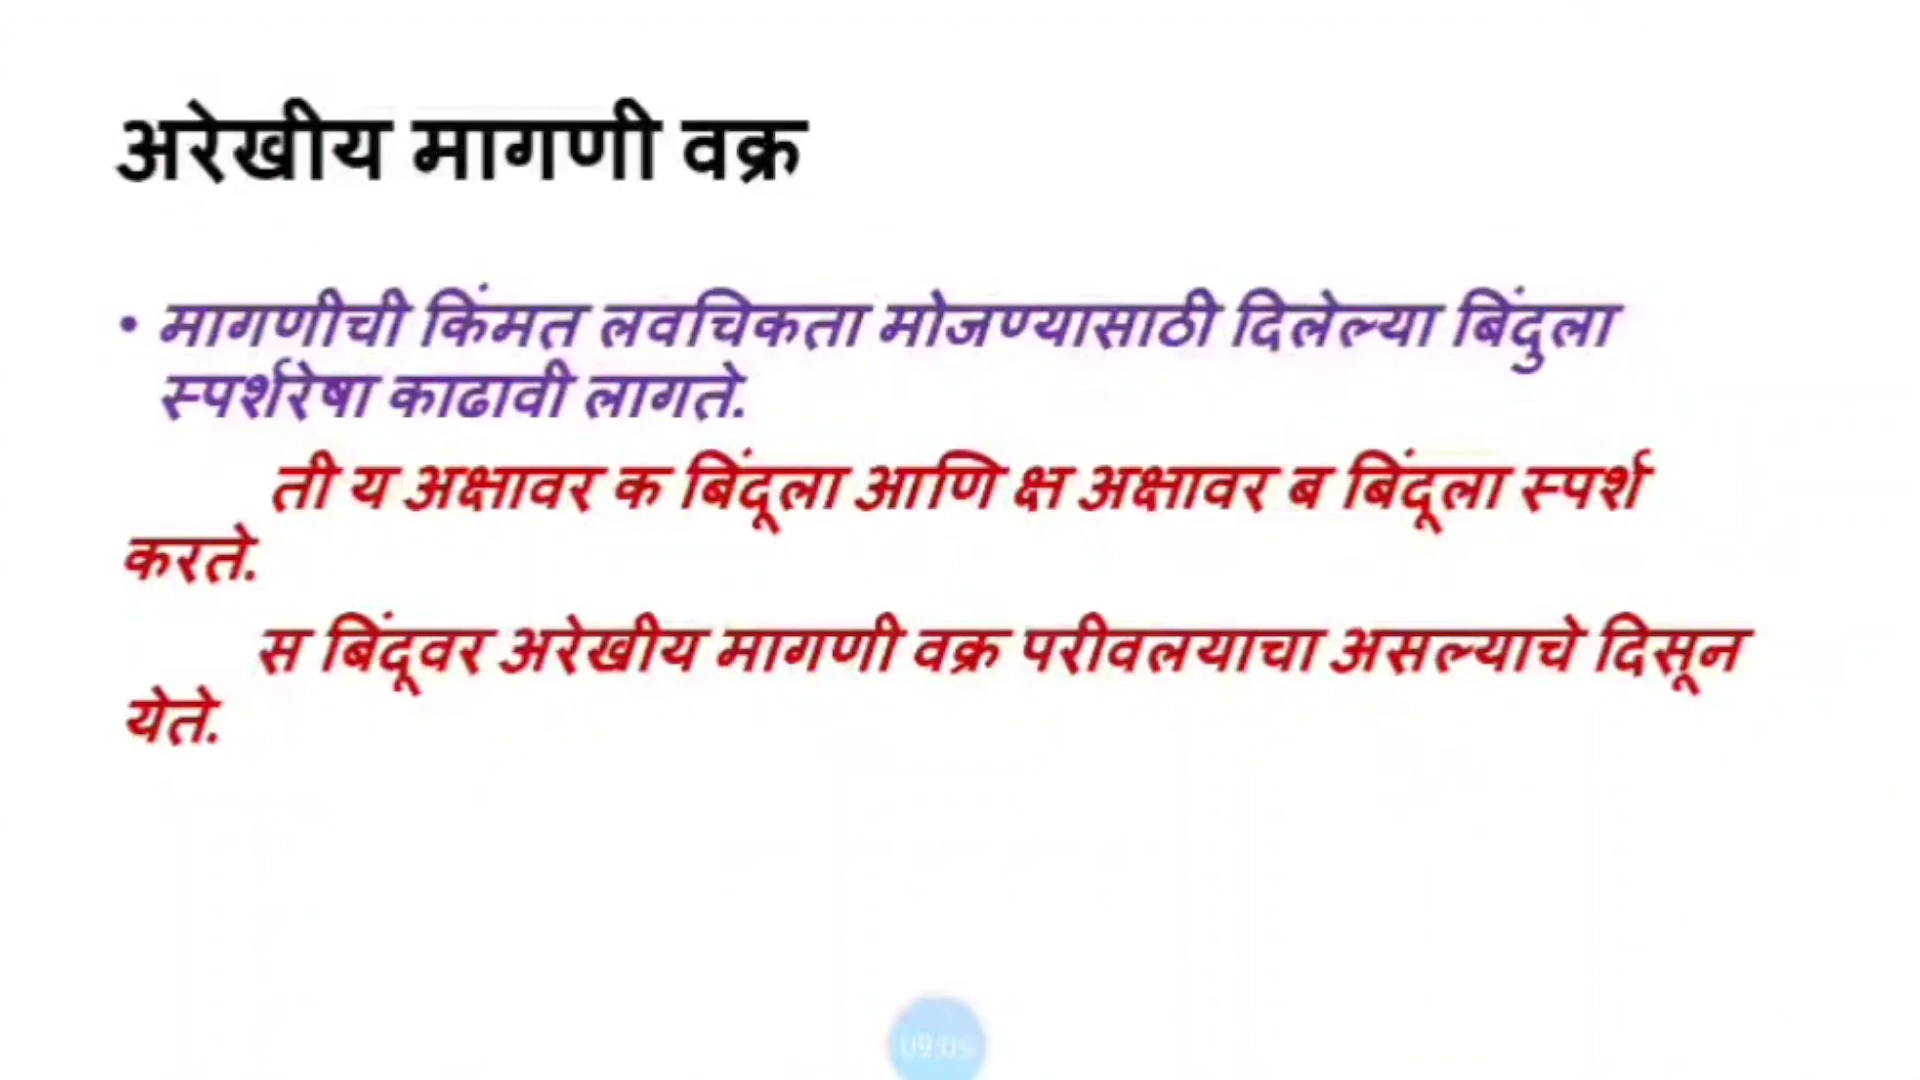 अरेखीय मागणी वक्र
• मागणीची किंमत लवचिकता मोजण्यासाठी दिलेल्या बिंदुला
स्पर्शरेषा काढावी लागते.
ती य अक्षावर क बिंदूला आणि क्ष अक्षावर ब बिंदूला स्पर्श
करते.
स बिंदूवर अरेखीय मागणी वक्र परीवलयाचा असल्याचे दिसून
येते.